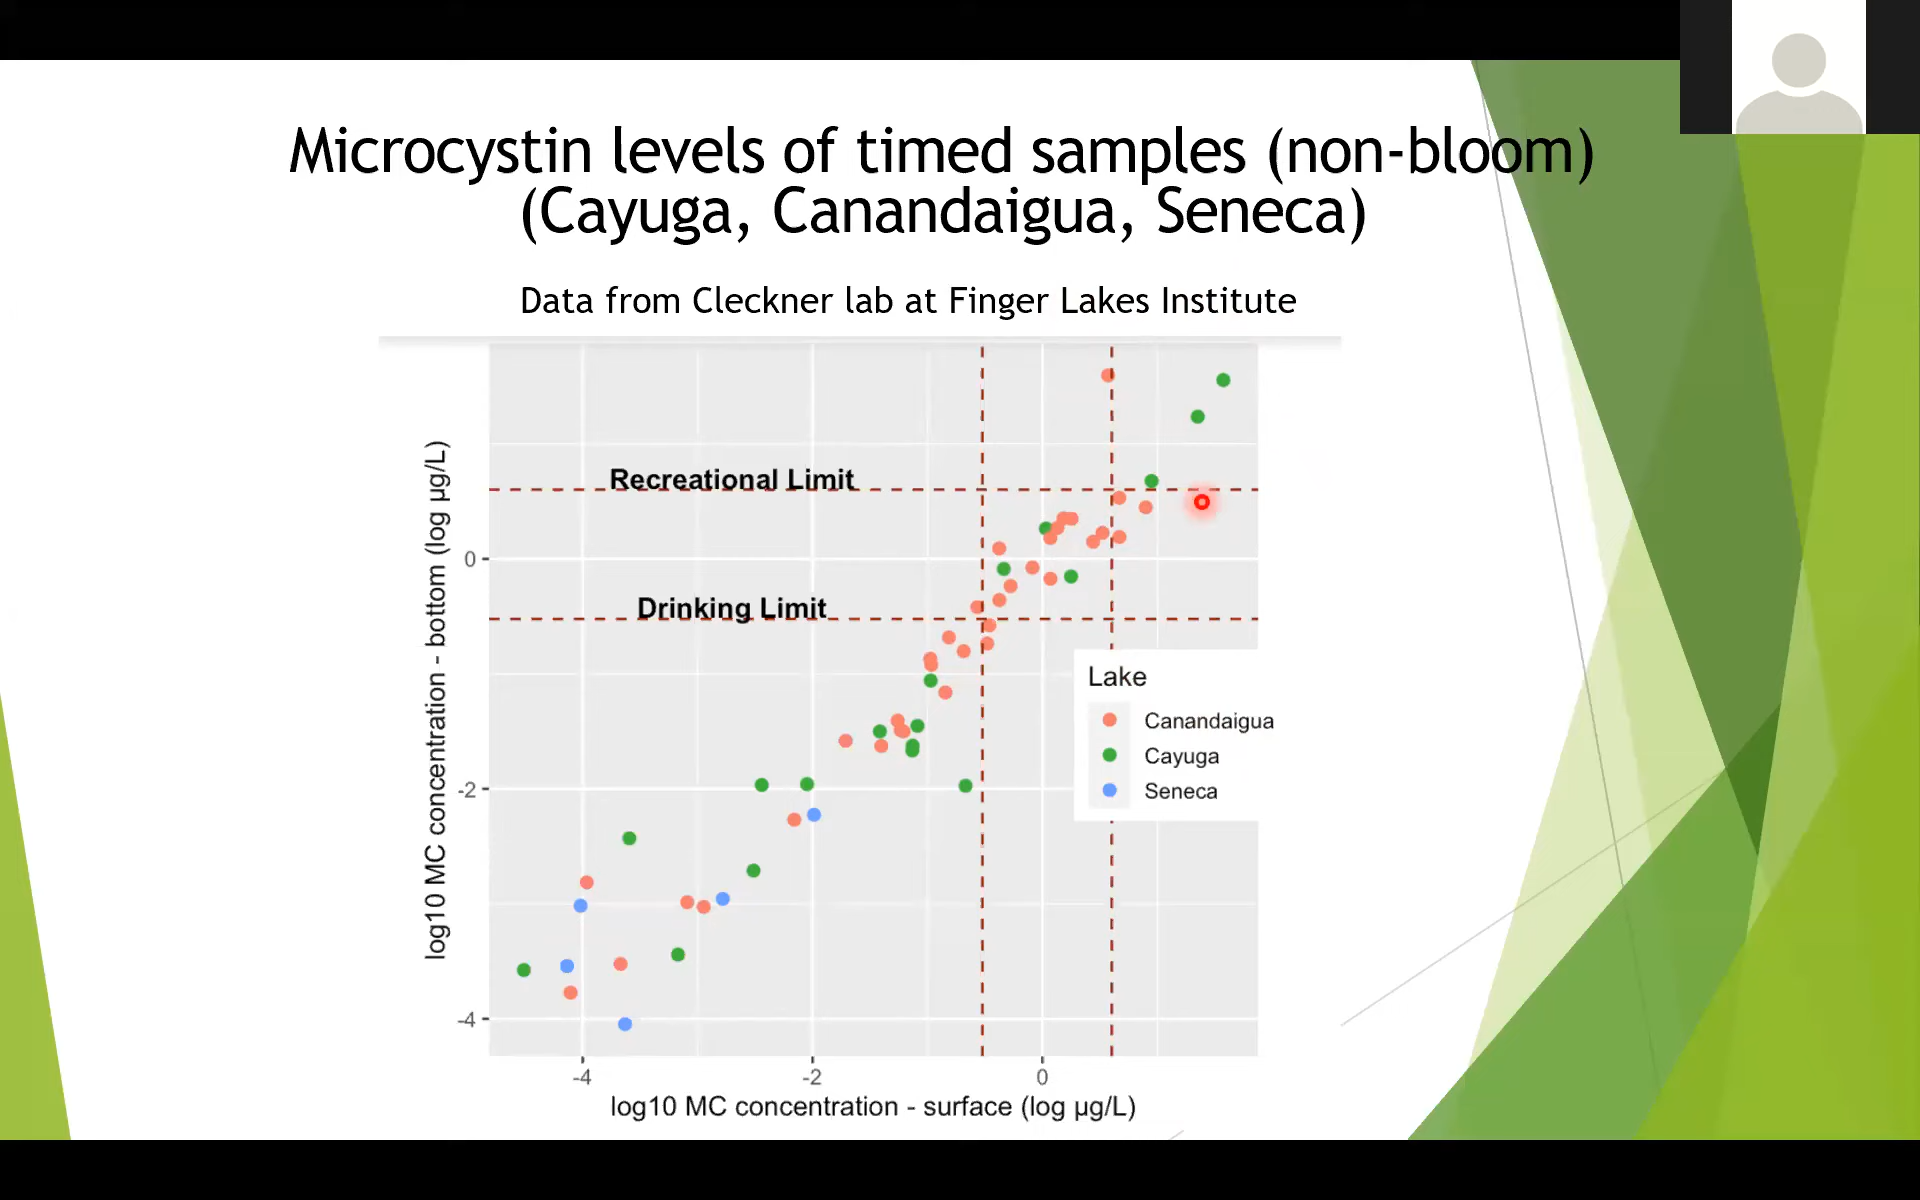 Microcystin levels of timed samples (non-bloom)
(Cayuga, Canandaigua, Seneca)
Data from Cleckner lab at Finger Lakes Institute
log10 MC concentration - bottom (log µg/L)
Recreational Limit
0
Drinking Limit
Lake
Canandaigua
Cayuga
Seneca
-2
-4
-4 -2 0
log10 MC concentration - surface (log µg/L)